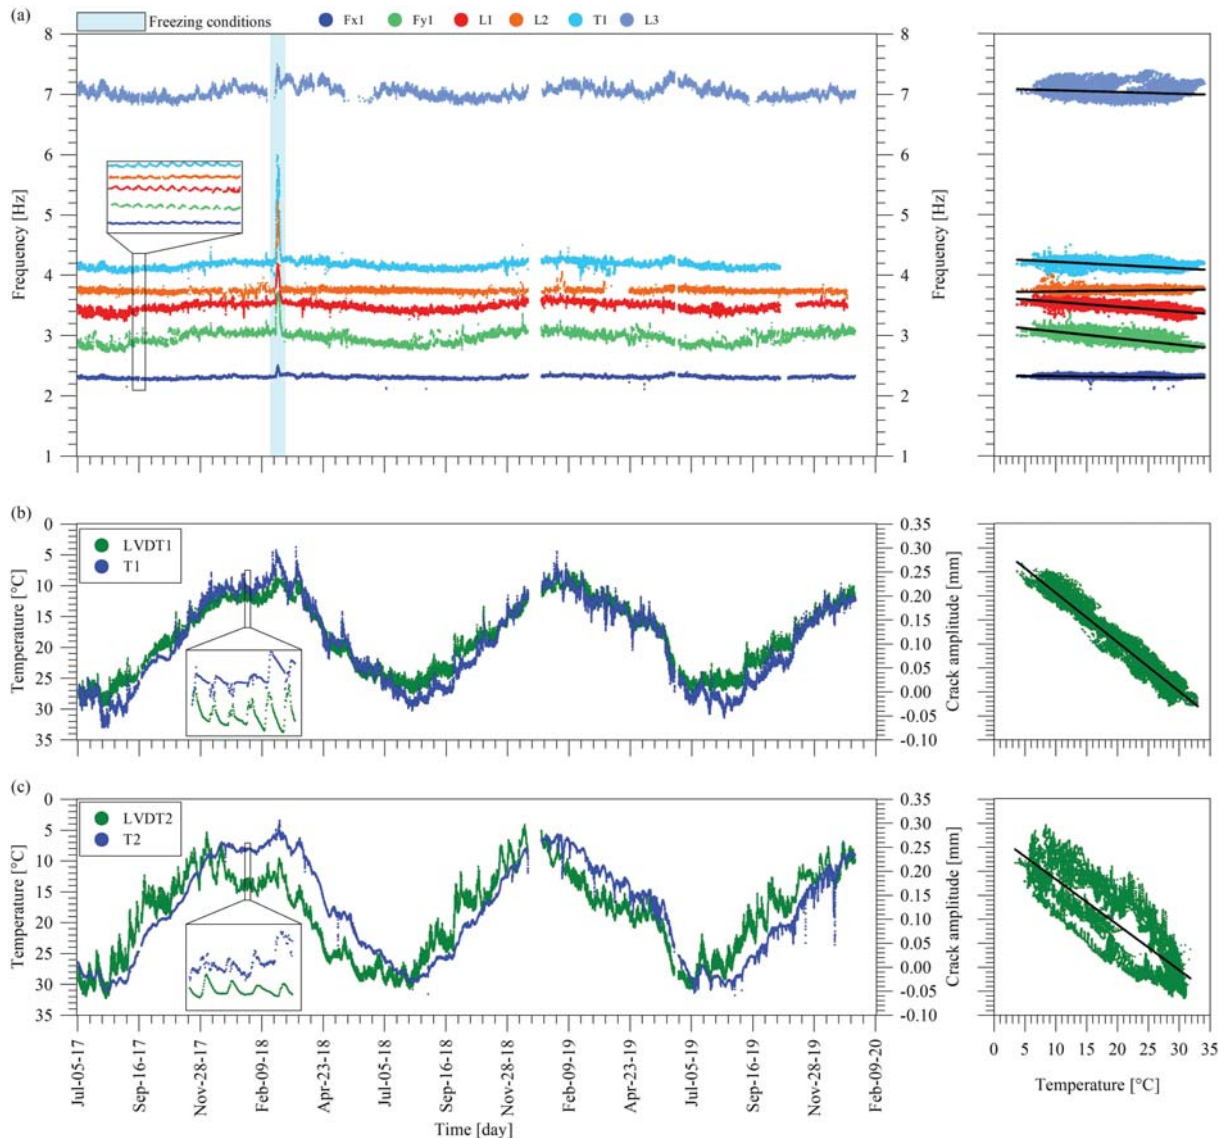 (a)
Freezing conditions Fx1 Fy1 L1 L2 T1 L3
8 8
7 7
6 6
5 5
4 4
3 3
2 2
1 1
Frequency [Hz] Frequency [Hz]
(b)
LVDT1
T1
0 5 10 15 20 25 30 35
Temperature [°C]
0.35 0.30 0.25 0.20 0.15 0.10 0.05 0.00 -0.05 -0.10
Crack amplitude [mm]
(c)
LVDT2
T2
0 5 10 15 20 25 30 35
Temperature [°C]
0.35 0.30 0.25 0.20 0.15 0.10 0.05 0.00 -0.05 -0.10
Crack amplitude [mm]
Jul-05-17 Sep-16-17 Nov-28-17 Feb-09-18 Apr-23-18 Jul-05-18 Sep-16-18 Nov-28-18 Feb-09-19 Apr-23-19 Jul-05-19 Sep-16-19 Nov-28-19 Feb-09-20
Time [day]
0 5 10 15 20 25 30 35
Temperature [°C]